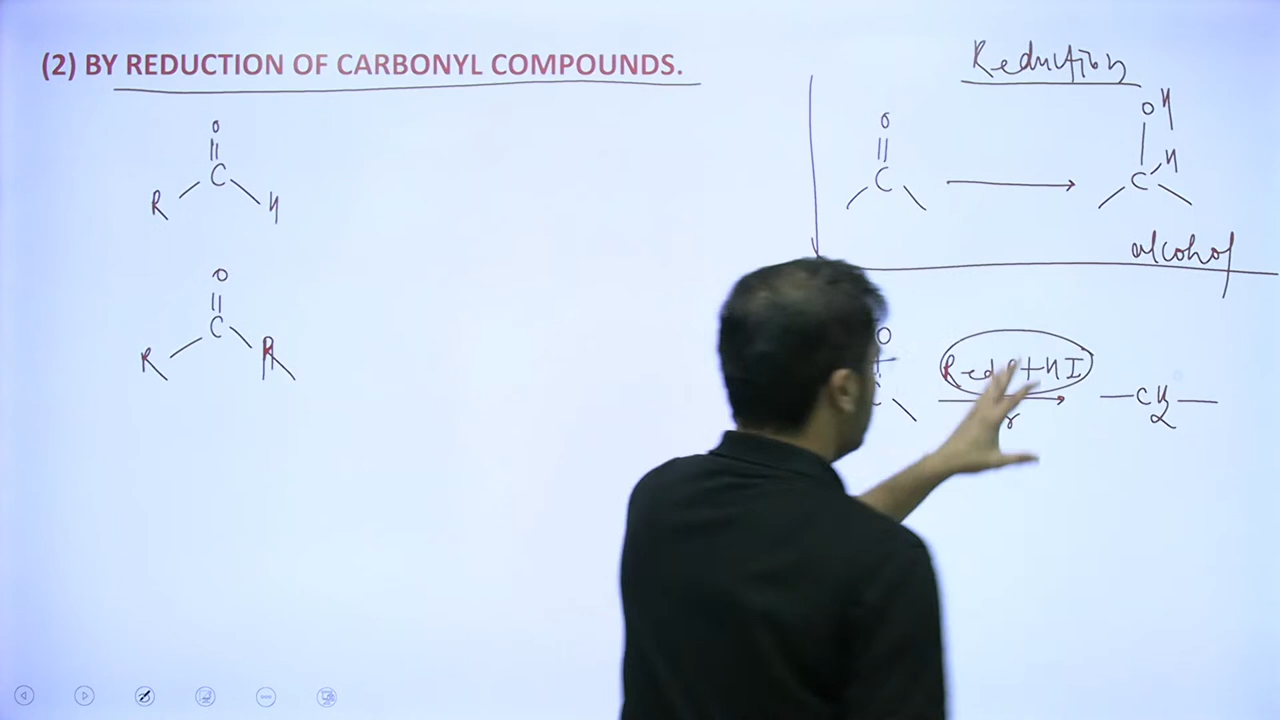 (2) BY REDUCTION OF CARBONYL COMPOUNDS.
Reduction
O
C
R H
O
C
R R
O
C
OH
H
C
alcohol
O
Red P + HI
CH2